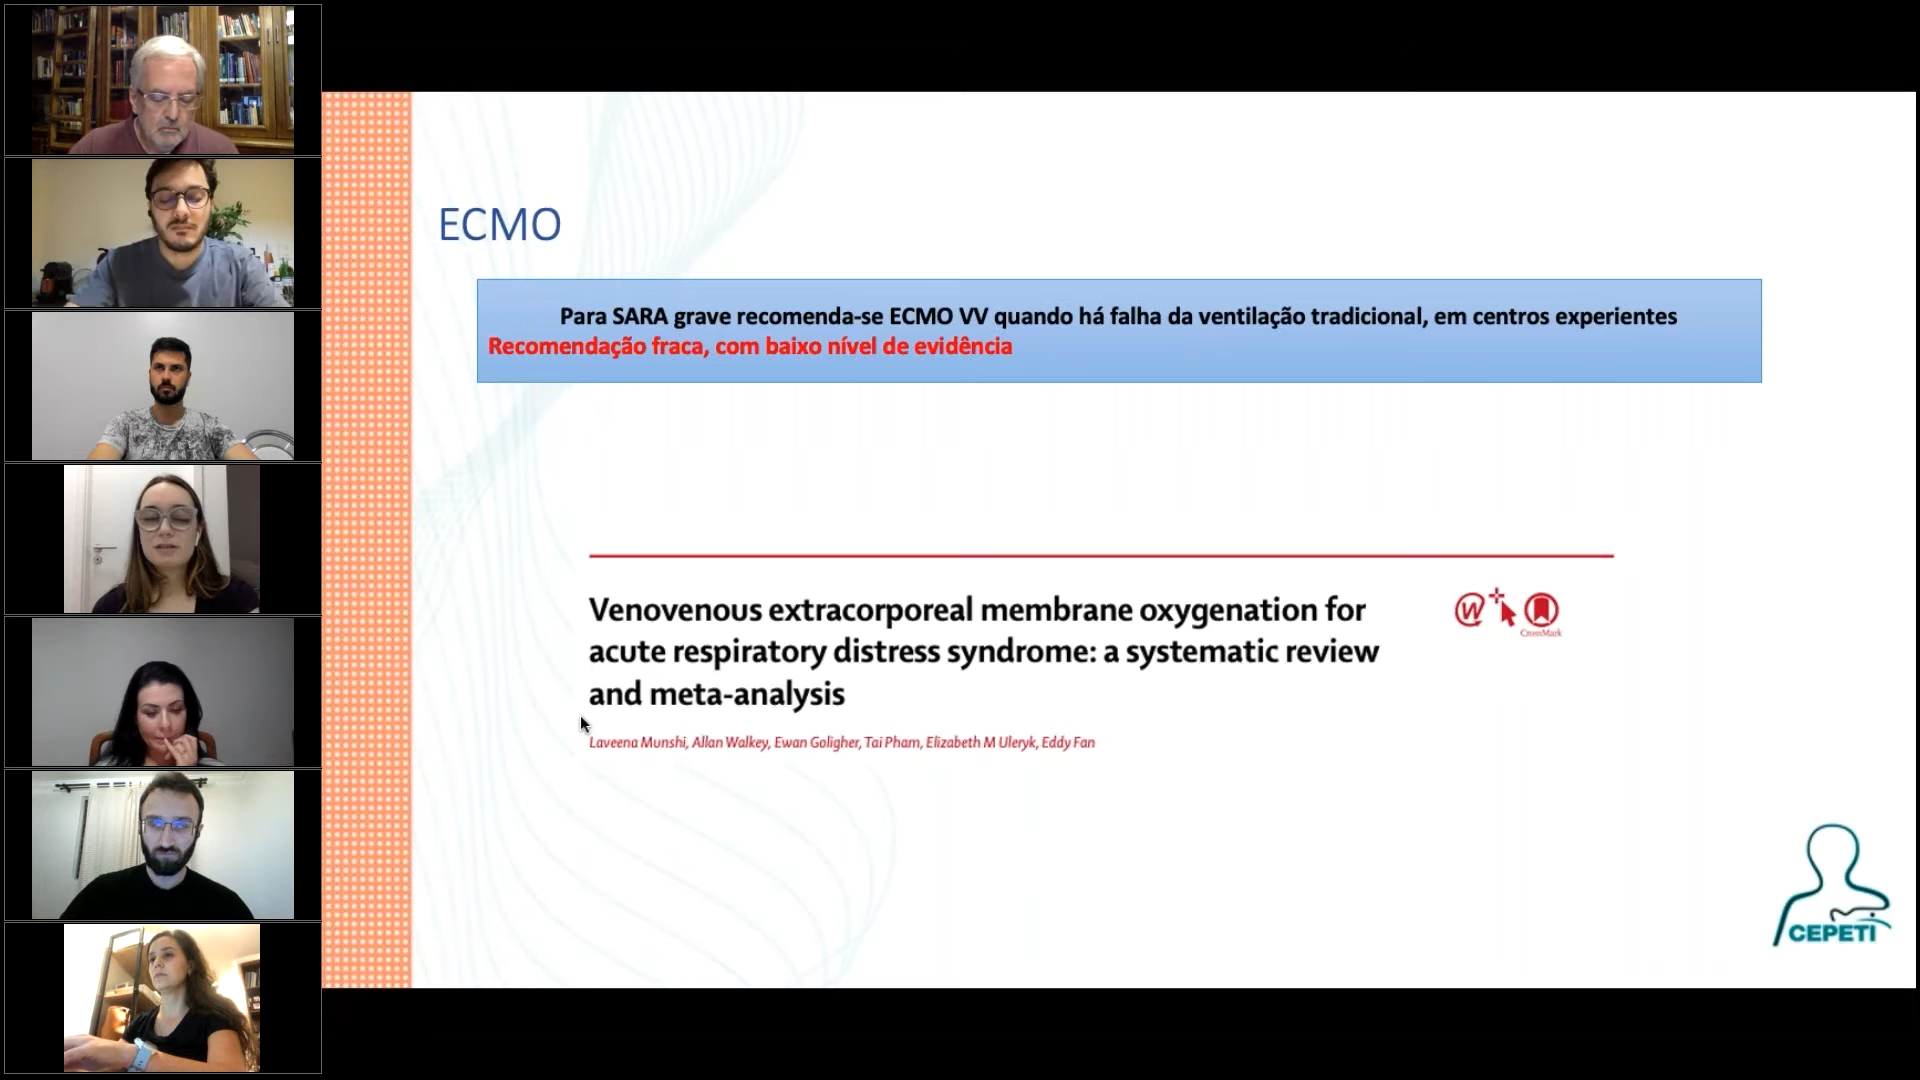 ECMO
Para SARA grave recomenda-se ECMO VV quando há falha da ventilação tradicional, em centros experientes
Recomendação fraca, com baixo nível de evidência
Venovenous extracorporeal membrane oxygenation for
acute respiratory distress syndrome: a systematic review
and meta-analysis
W
CrossMark
Laveena Munshi, Allan Walkey, Ewan Goligher, Tai Pham, Elizabeth M Uleryk, Eddy Fan
CEPETI